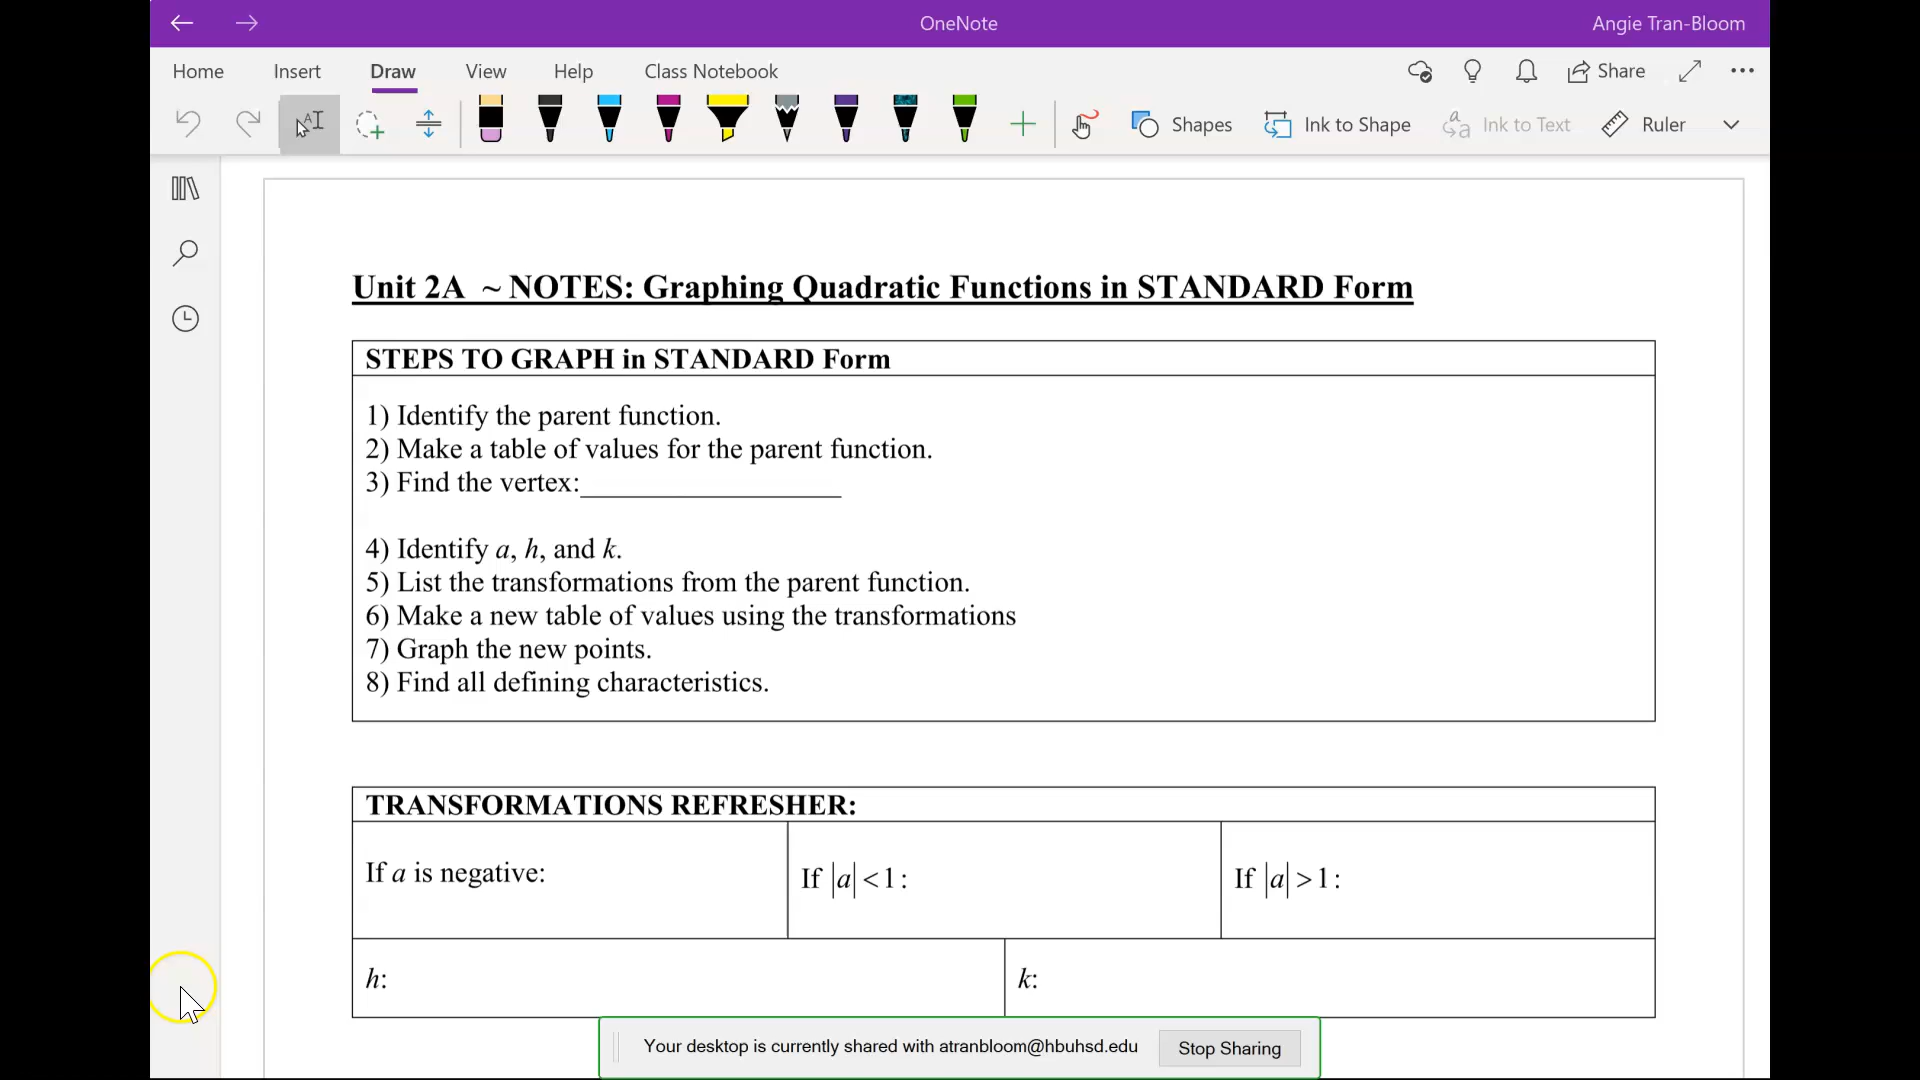 OneNote
Angie Tran-Bloom
Home Insert Draw View Help Class Notebook Share
Shapes Ink to Shape Ink to Text Ruler
Unit 2A ~ NOTES: Graphing Quadratic Functions in STANDARD Form
STEPS TO GRAPH in STANDARD Form
1) Identify the parent function.
2) Make a table of values for the parent function.
3) Find the vertex:__________________
4) Identify a, h, and k.
5) List the transformations from the parent function.
6) Make a new table of values using the transformations
7) Graph the new points.
8) Find all defining characteristics.
TRANSFORMATIONS REFRESHER:
If a is negative:
If |a| < 1 :
If |a| > 1 :
h:
k:
Your desktop is currently shared with atranbloom@hbuhsd.edu
Stop Sharing